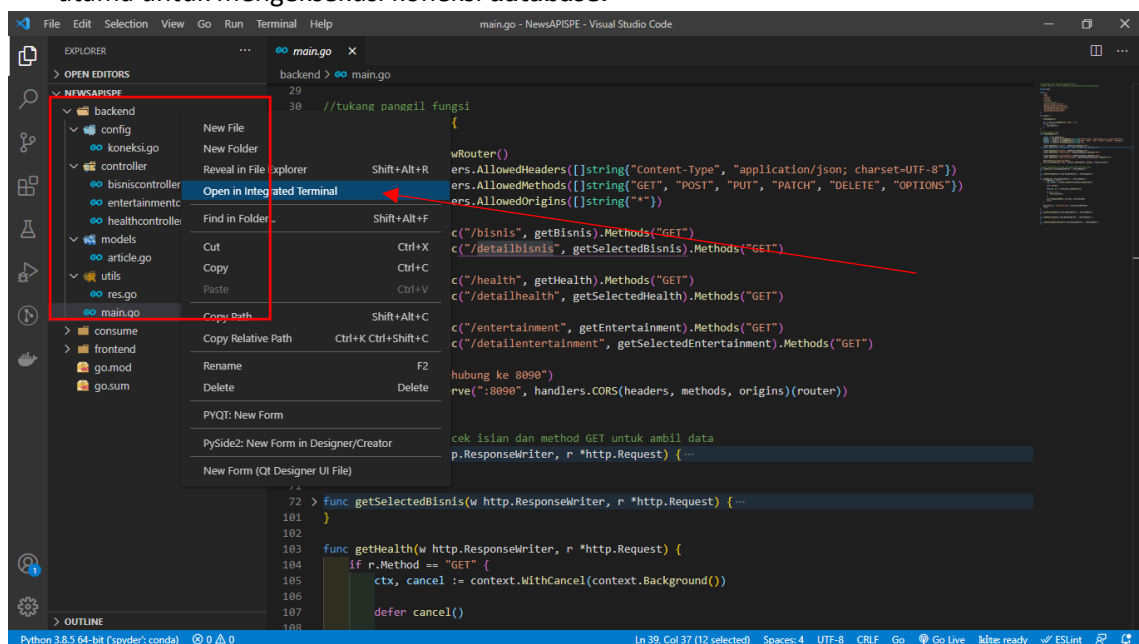 utama untuk mengeksekusi koneksi database.
File Edit Selection View Go Run Terminal Help main.go - NewsAPISPE - Visual Studio Code
EXPLORER
main.go
OPEN EDITORS
backend > main.go
NEWSAPISPE
backend
config
koneksi.go
controller
bisniscontroller
entertainmentc
healthcontrolle
models
article.go
utils
res.go
main.go
consume
frontend
go.mod
go.sum
OUTLINE
New File
New Folder
Reveal in File Explorer Shift+Alt+R
Open in Integrated Terminal
Find in Folder... Shift+Alt+F
Cut Ctrl+X
Copy Ctrl+C
Paste Ctrl+V
Copy Path Shift+Alt+C
Copy Relative Path Ctrl+K Ctrl+Shift+C
Rename F2
Delete Delete
PYQT: New Form
PySide2: New Form in Designer/Creator
New Form (Qt Designer UI File)
29
30 //tukang panggil fungsi
{
wRouter()
ers.AllowedHeaders([]string{"Content-Type", "application/json; charset=UTF-8"})
ers.AllowedMethods([]string{"GET", "POST", "PUT", "PATCH", "DELETE", "OPTIONS"})
ers.AllowedOrigins([]string{"*"})
c("/bisnis", getBisnis).Methods("GET")
c("/detailbisnis", getSelectedBisnis).Methods("GET")
c("/health", getHealth).Methods("GET")
c("/detailhealth", getSelectedHealth).Methods("GET")
c("/entertainment", getEntertainment).Methods("GET")
c("/detailentertainment", getSelectedEntertainment).Methods("GET")
hubung ke 8090")
rve(":8090", handlers.CORS(headers, methods, origins)(router))
cek isian dan method GET untuk ambil data
p.ResponseWriter, r *http.Request) {…
71
72 > func getSelectedBisnis(w http.ResponseWriter, r *http.Request) {…
101 }
102
103 func getHealth(w http.ResponseWriter, r *http.Request) {
104 if r.Method == "GET" {
105 ctx, cancel := context.WithCancel(context.Background())
106
107 defer cancel()
108
1
Python 3.8.5 64-bit ('spyder': conda) 0 0 Ln 39, Col 37 (12 selected) Spaces: 4 UTF-8 CRLF Go Go Live kite: ready ESLint